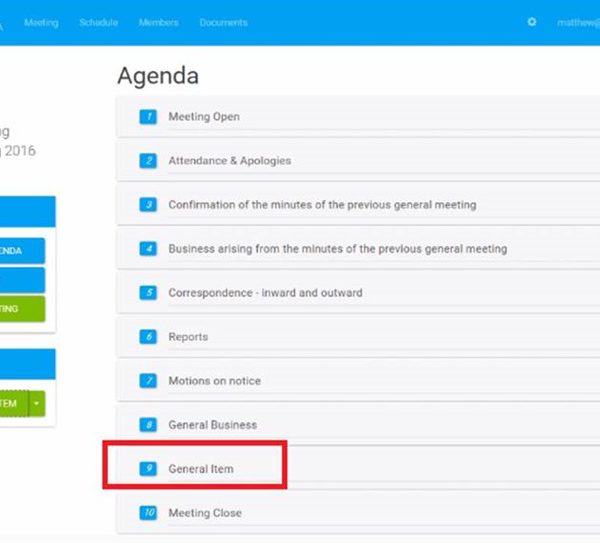 Meeting Schedule Members Documents matthew@
Agenda
1 Meeting Open
2 Attendance & Apologies
3 Confirmation of the minutes of the previous general meeting
4 Business arising from the minutes of the previous general meeting
5 Correspondence - inward and outward
6 Reports
7 Motions on notice
8 General Business
9 General Item
10 Meeting Close
ng
g 2016
ENDA
TING
TEM